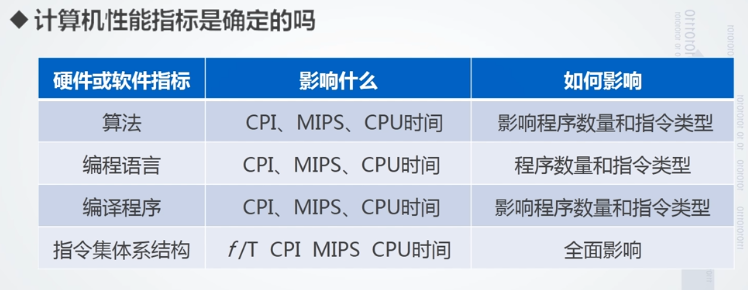 ◆ 计算机性能指标是确定的吗
硬件或软件指标 影响什么 如何影响
算法 CPI、MIPS、CPU时间 影响程序数量和指令类型
编程语言 CPI、MIPS、CPU时间 程序数量和指令类型
编译程序 CPI、MIPS、CPU时间 影响程序数量和指令类型
指令集体系结构 f/T CPI MIPS CPU时间 全面影响